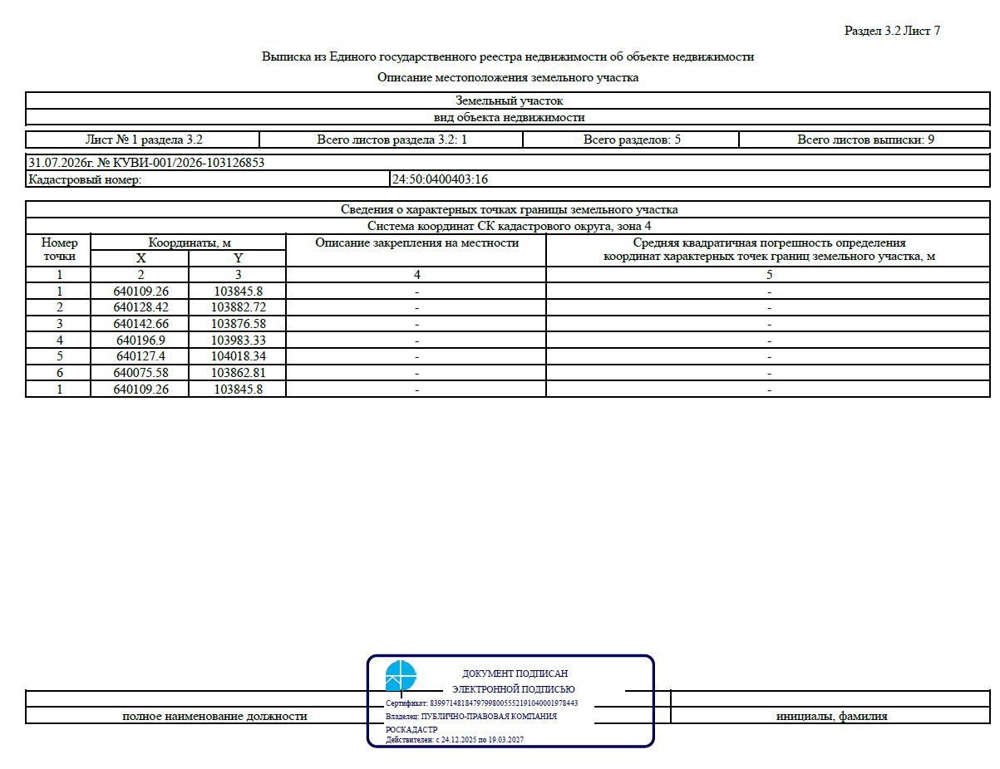 Раздел 3.2 Лист 7
Выписка из Единого государственного реестра недвижимости об объекте недвижимости
Описание местоположения земельного участка
Земельный участок
вид объекта недвижимости
Лист № 1 раздела 3.2 Всего листов раздела 3.2: 1 Всего разделов: 5 Всего листов выписки: 9
31.07.2026г. № КУВИ-001/2026-103126853
Кадастровый номер: 24:50:0400403:16
Сведения о характерных точках границы земельного участка
Система координат СК кадастрового округа, зона 4
Номер точки Координаты, м Описание закрепления на местности Средняя квадратичная погрешность определения координат характерных точек границ земельного участка, м
X Y
1 2 3 4 5
1 640109.26 103845.8 - -
2 640128.42 103882.72 - -
3 640142.66 103876.58 - -
4 640196.9 103983.33 - -
5 640127.4 104018.34 - -
6 640075.58 103862.81 - -
1 640109.26 103845.8 - -
ДОКУМЕНТ ПОДПИСАН
ЭЛЕКТРОННОЙ ПОДПИСЬЮ
Сертификат: 83997148184797998005552191040001978443
Владелец: ПУБЛИЧНО-ПРАВОВАЯ КОМПАНИЯ
РОСКАДАСТР
Действителен: с 24.12.2025 по 19.03.2027
полное наименование должности инициалы, фамилия